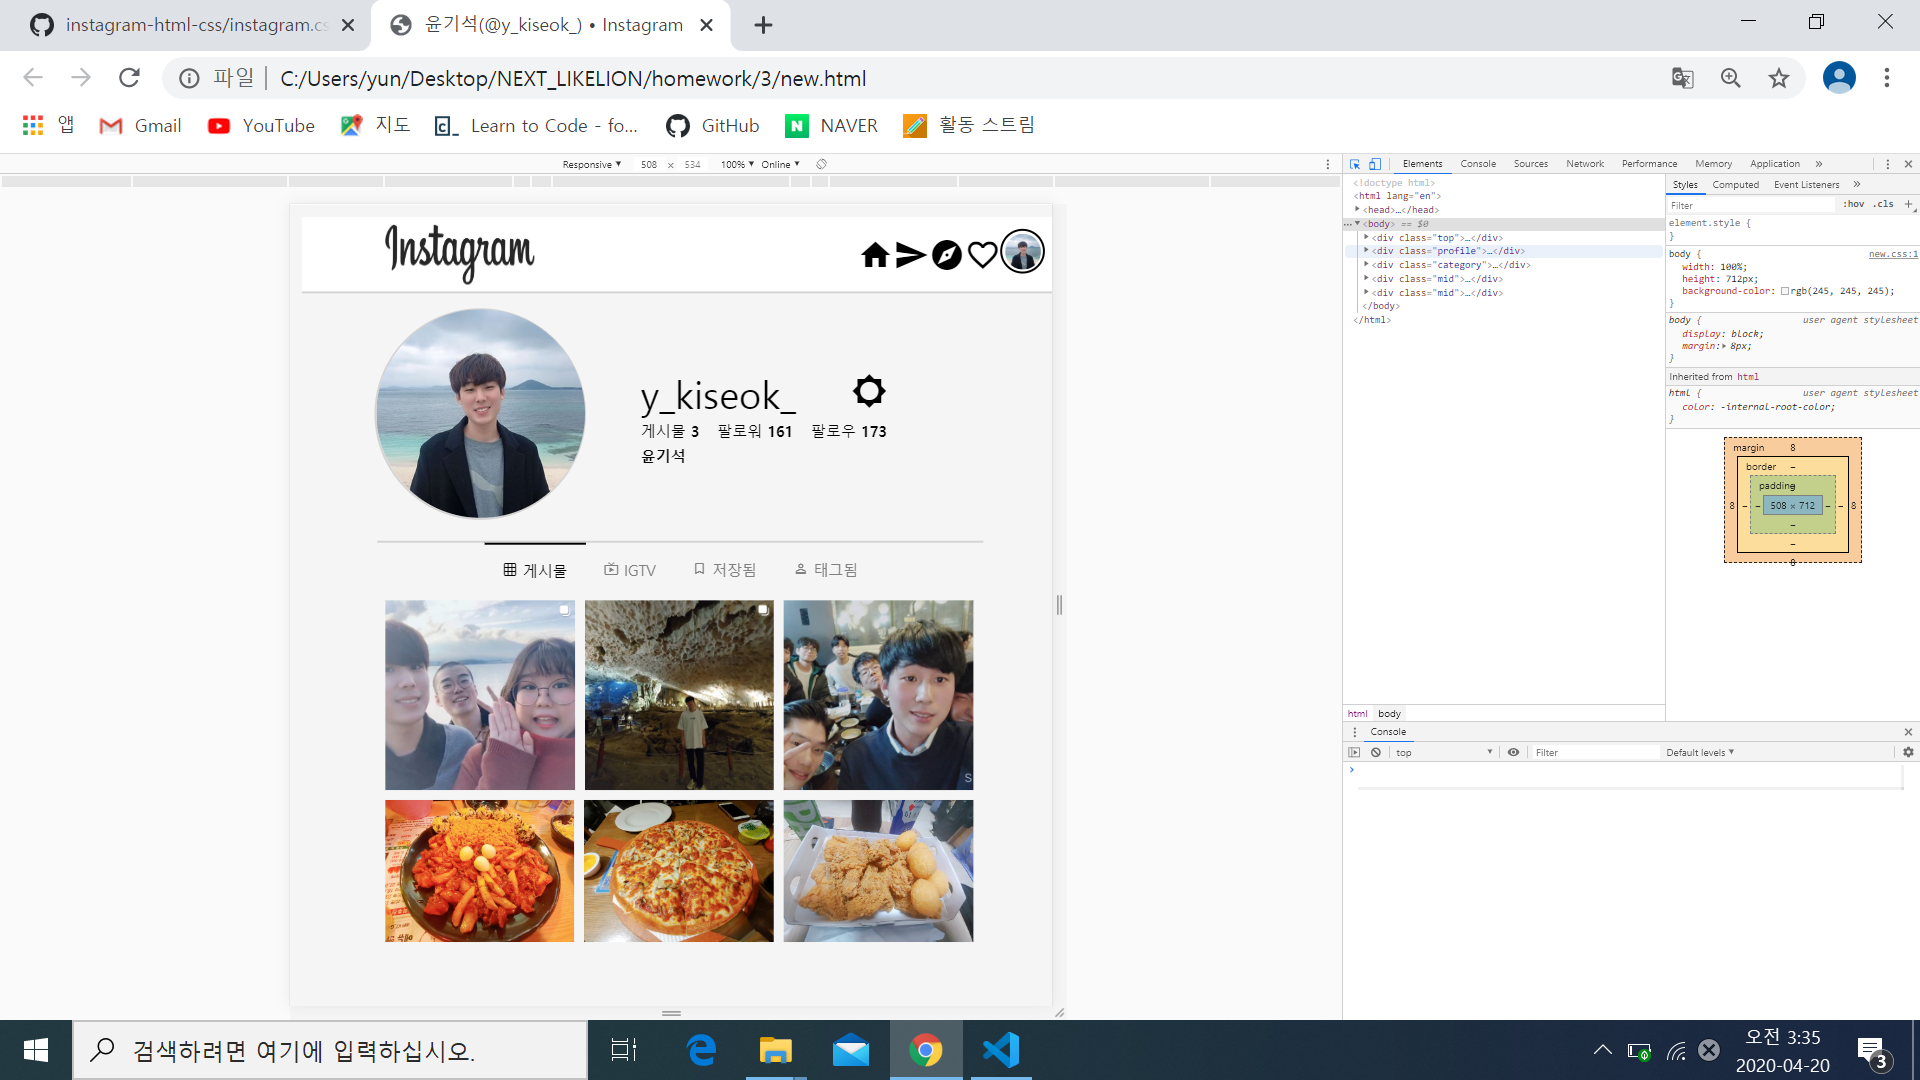 instagram-html-css/instagram.cs
윤기석(@y_kiseok_) • Instagram
파일 | C:/Users/yun/Desktop/NEXT_LIKELION/homework/3/new.html
앱 Gmail YouTube 지도 Learn to Code - fo... GitHub NAVER 활동 스트림
Responsive ▼ 508 × 534 100% ▼ Online ▼
Elements Console Sources Network Performance Memory Application »
Instagram
y_kiseok_
게시물 3 팔로워 161 팔로우 173
윤기석
게시물 IGTV 저장됨 태그됨
S
<!doctype html>
<html lang="en">
<head>…</head>
<body> == $0
<div class="top">…</div>
<div class="profile">…</div>
<div class="category">…</div>
<div class="mid">…</div>
<div class="mid">…</div>
</body>
</html>
html body
Styles Computed Event Listeners »
Filter :hov .cls +
element.style {
}
body { new.css:1
width: 100%;
height: 712px;
background-color: rgb(245, 245, 245);
}
body { user agent stylesheet
display: block;
margin: 8px;
}
Inherited from html
html { user agent stylesheet
color: -internal-root-color;
}
margin 8
border –
padding –
8 – – 508 × 712 – – 8
–
–
8
Console
top ▼ Filter Default levels ▼
›
검색하려면 여기에 입력하십시오.
오전 3:35
2020-04-20
3